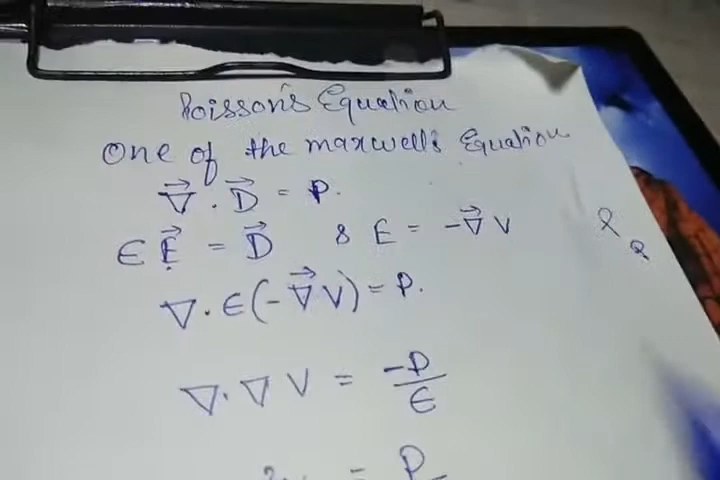 Poisson's Equation
One of the maxwell's Equation
∇⃗ . D⃗ = ρ.
ϵ E⃗ = D⃗ & E = -∇⃗ V
∇ . ϵ(-∇⃗ V) = ρ.
∇ . ∇ V = -ρ/ϵ
= ρ